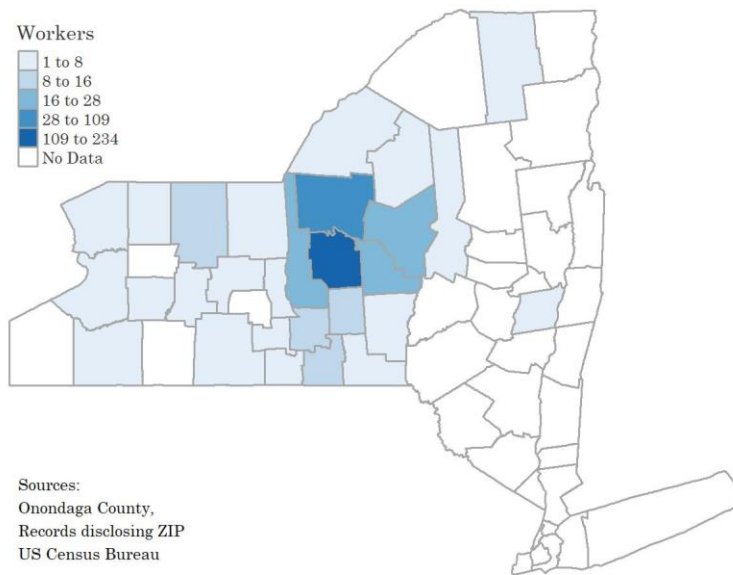 Workers
1 to 8
8 to 16
16 to 28
28 to 109
109 to 234
No Data
Sources:
Onondaga County,
Records disclosing ZIP
US Census Bureau